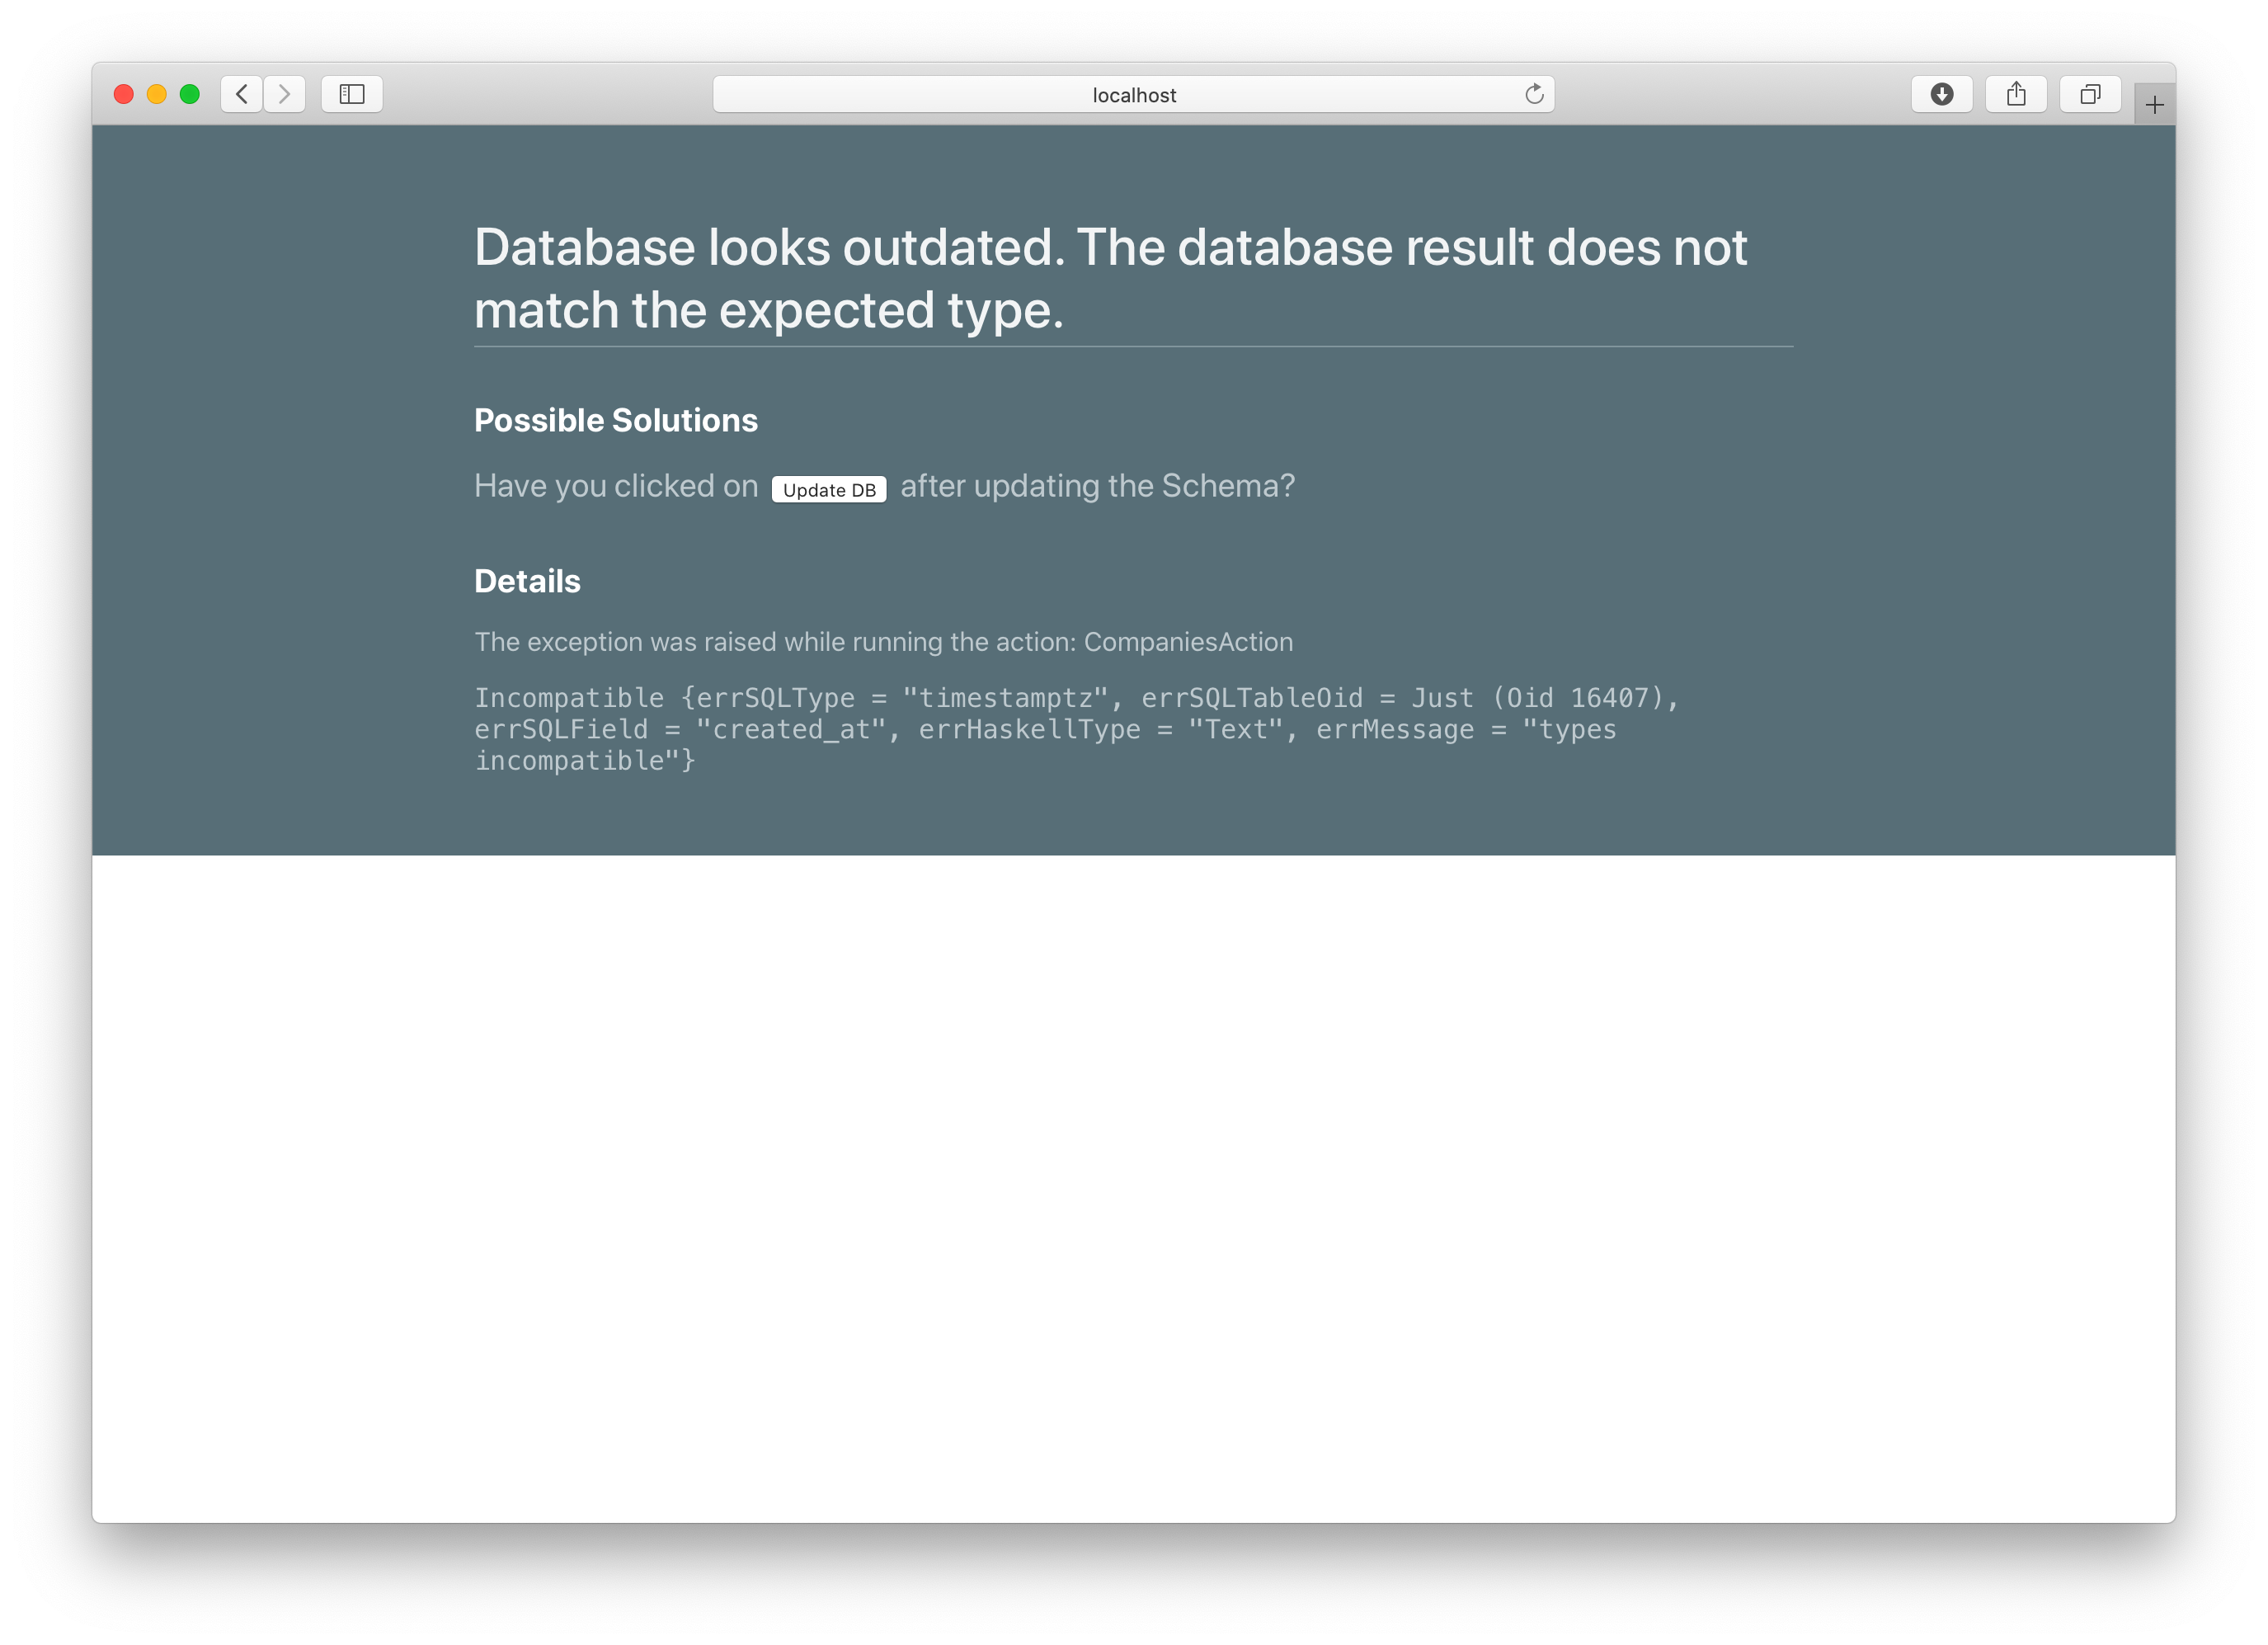 localhost
Database looks outdated. The database result does not
match the expected type.
Possible Solutions
Have you clicked on Update DB after updating the Schema?
Details
The exception was raised while running the action: CompaniesAction
Incompatible {errSQLType = "timestamptz", errSQLTableOid = Just (Oid 16407),
errSQLField = "created_at", errHaskellType = "Text", errMessage = "types
incompatible"}